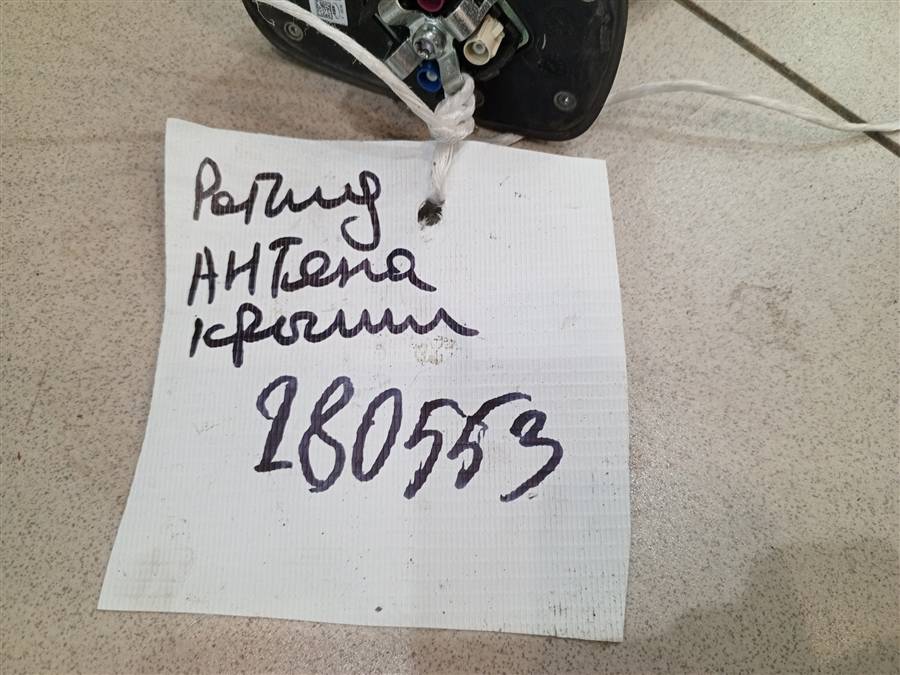 Рапид
АНТена
крыши
280553